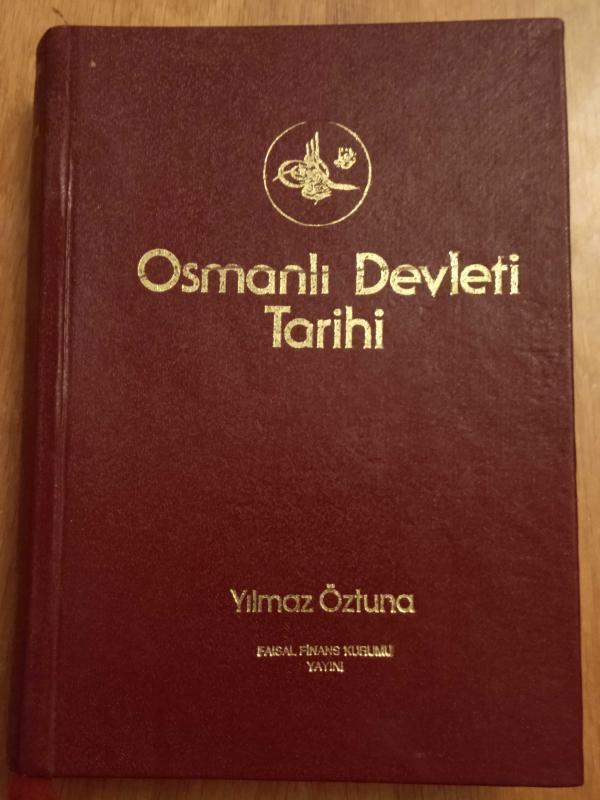 Osmanlı Devleti
Tarihi
Yılmaz Öztuna
FAISAL FİNANS KURUMU
YAYINI